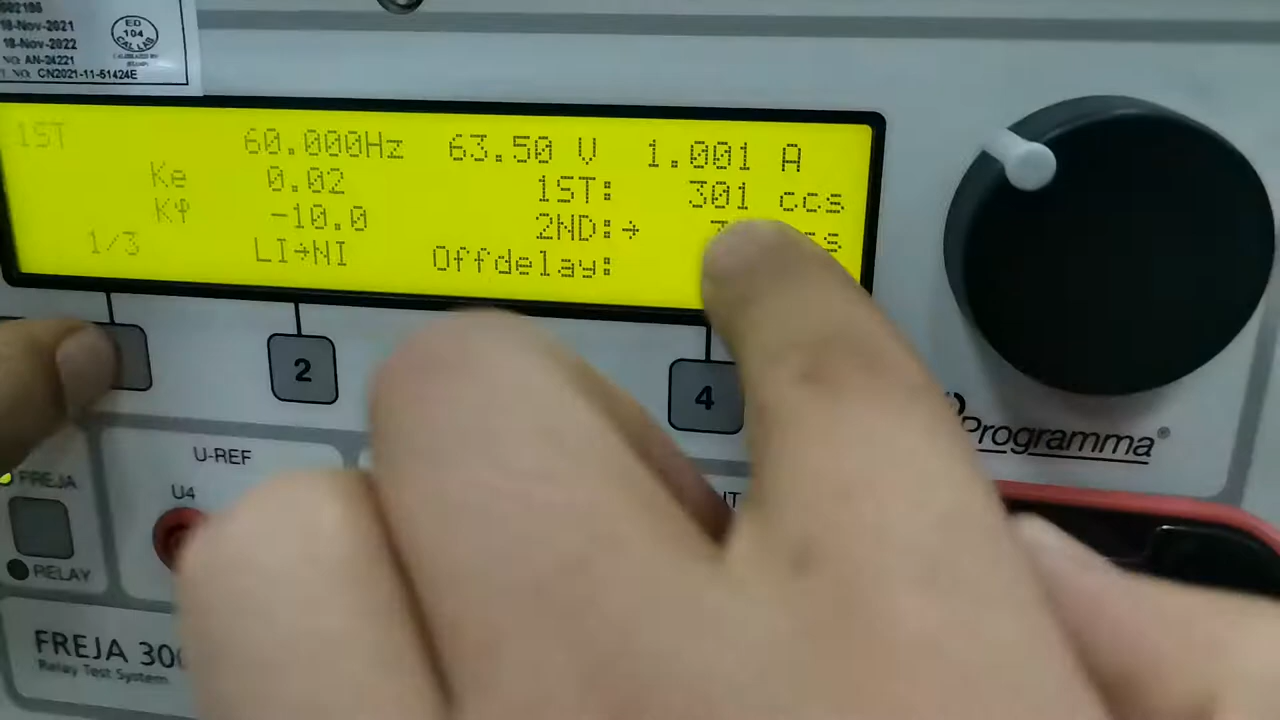 18-Nov-2021
18-Nov-2022
NO: AN-34221
NO: CN2021-11-51424E
ED
104
CAL LAB
1ST 60.000Hz 63.50 V 1.001 A
Ke 0.02 1ST: 301 ccs
Kφ -10.0 2ND:→
1/3 LI→NI Offdelay:
2
4
Programma®
FREJA
RELAY
U-REF
U4
FREJA 300
Relay Test System